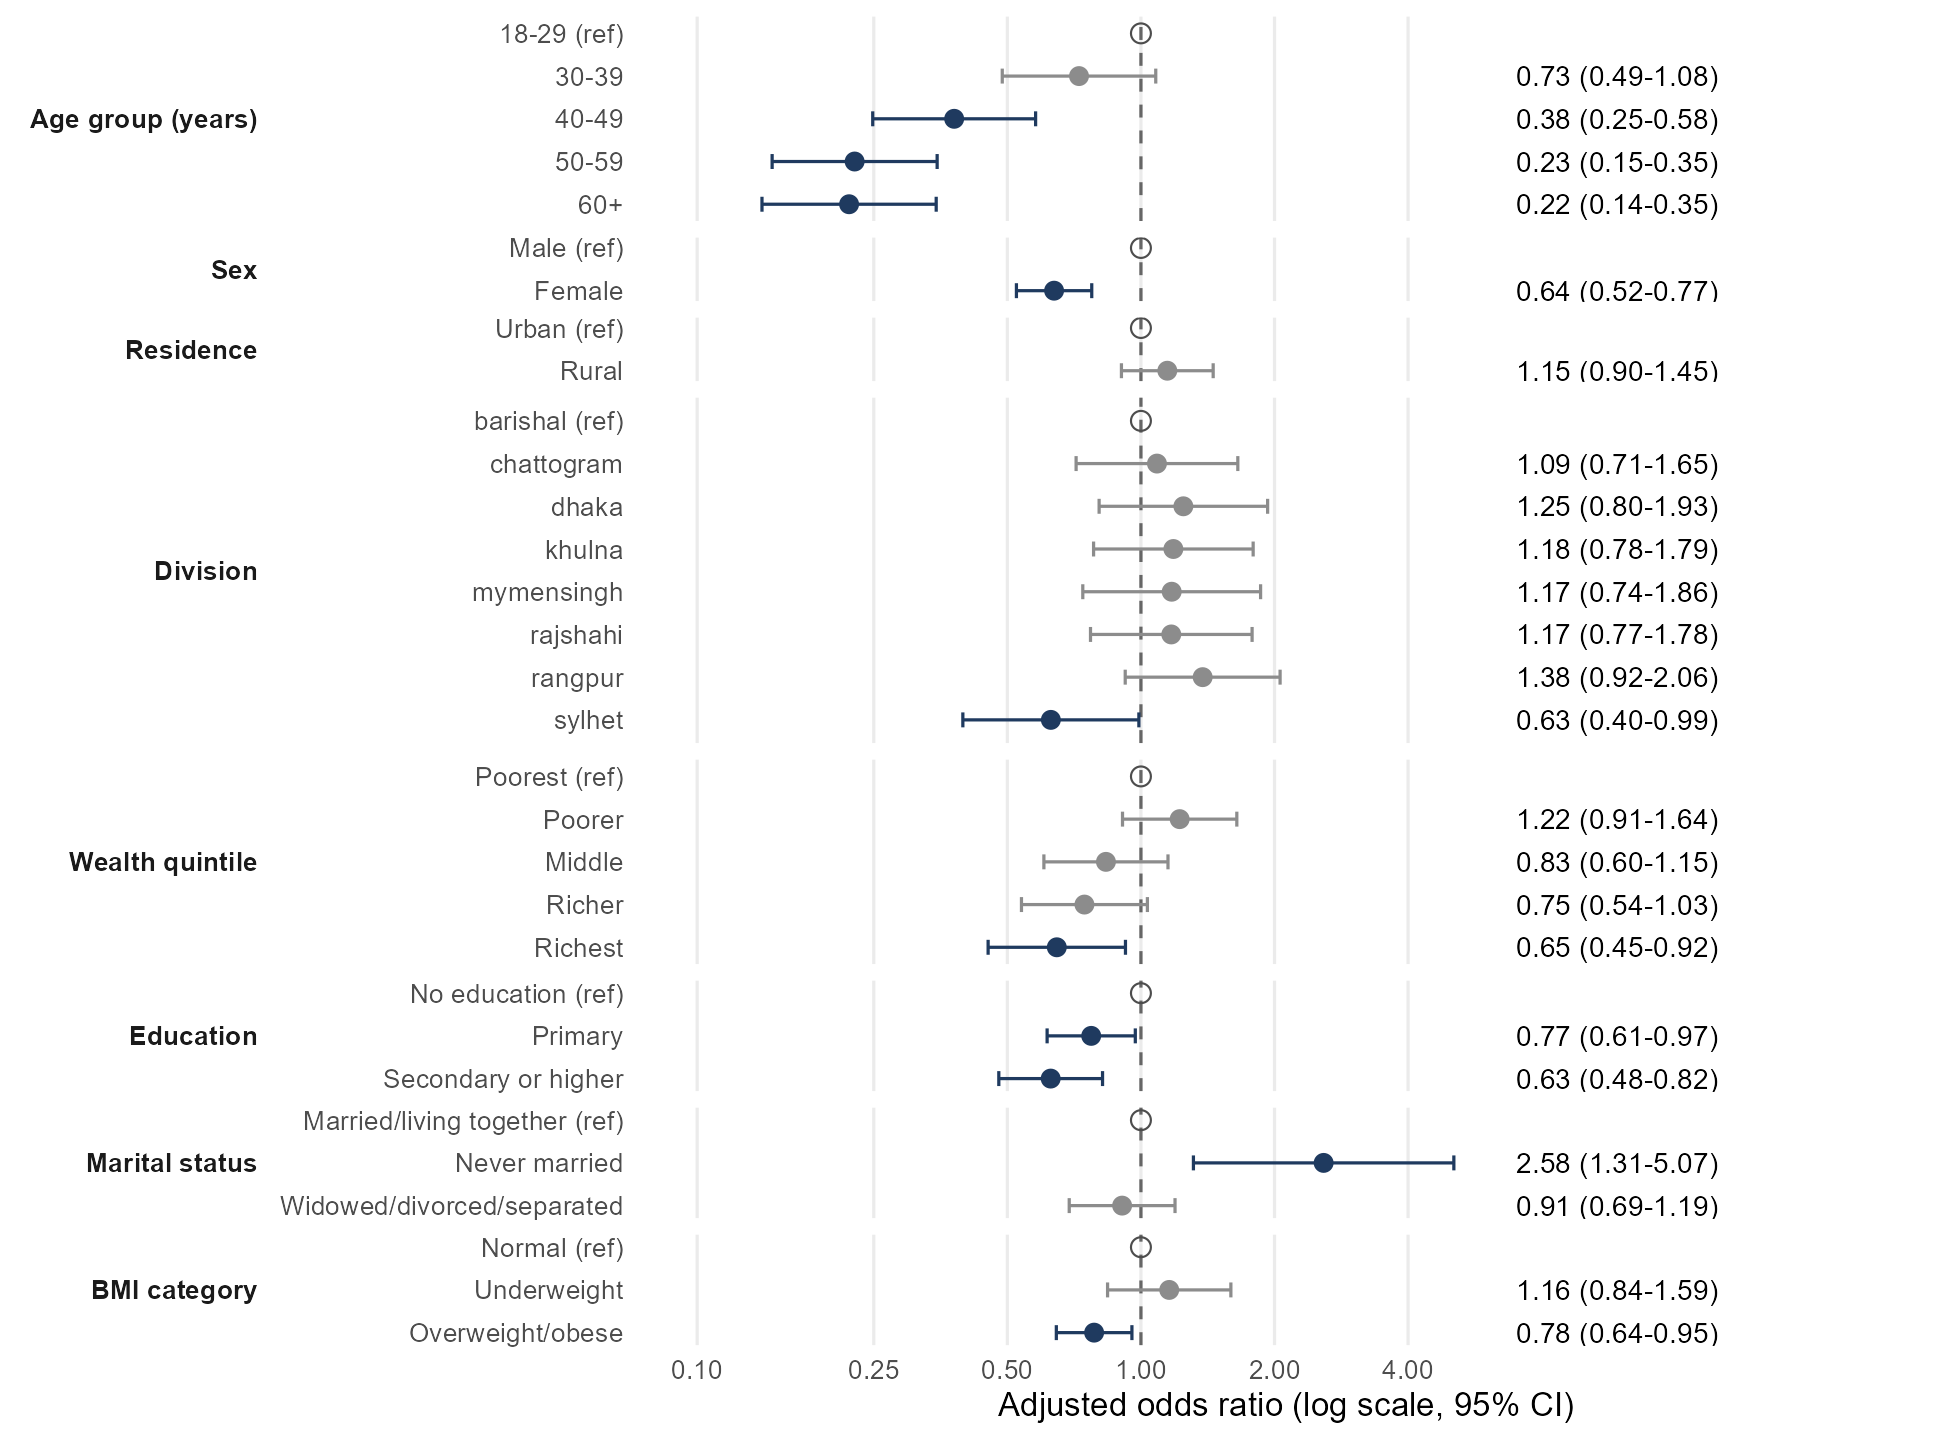 18-29 (ref)
30-39 0.73 (0.49-1.08)
Age group (years) 40-49 0.38 (0.25-0.58)
50-59 0.23 (0.15-0.35)
60+ 0.22 (0.14-0.35)
Male (ref)
Sex
Female 0.64 (0.52-0.77)
Urban (ref)
Residence
Rural 1.15 (0.90-1.45)
barishal (ref)
chattogram 1.09 (0.71-1.65)
dhaka 1.25 (0.80-1.93)
khulna 1.18 (0.78-1.79)
Division
mymensingh 1.17 (0.74-1.86)
rajshahi 1.17 (0.77-1.78)
rangpur 1.38 (0.92-2.06)
sylhet 0.63 (0.40-0.99)
Poorest (ref)
Poorer 1.22 (0.91-1.64)
Wealth quintile Middle 0.83 (0.60-1.15)
Richer 0.75 (0.54-1.03)
Richest 0.65 (0.45-0.92)
No education (ref)
Education Primary 0.77 (0.61-0.97)
Secondary or higher 0.63 (0.48-0.82)
Married/living together (ref)
Marital status Never married 2.58 (1.31-5.07)
Widowed/divorced/separated 0.91 (0.69-1.19)
Normal (ref)
BMI category Underweight 1.16 (0.84-1.59)
Overweight/obese 0.78 (0.64-0.95)
0.10 0.25 0.50 1.00 2.00 4.00
Adjusted odds ratio (log scale, 95% CI)